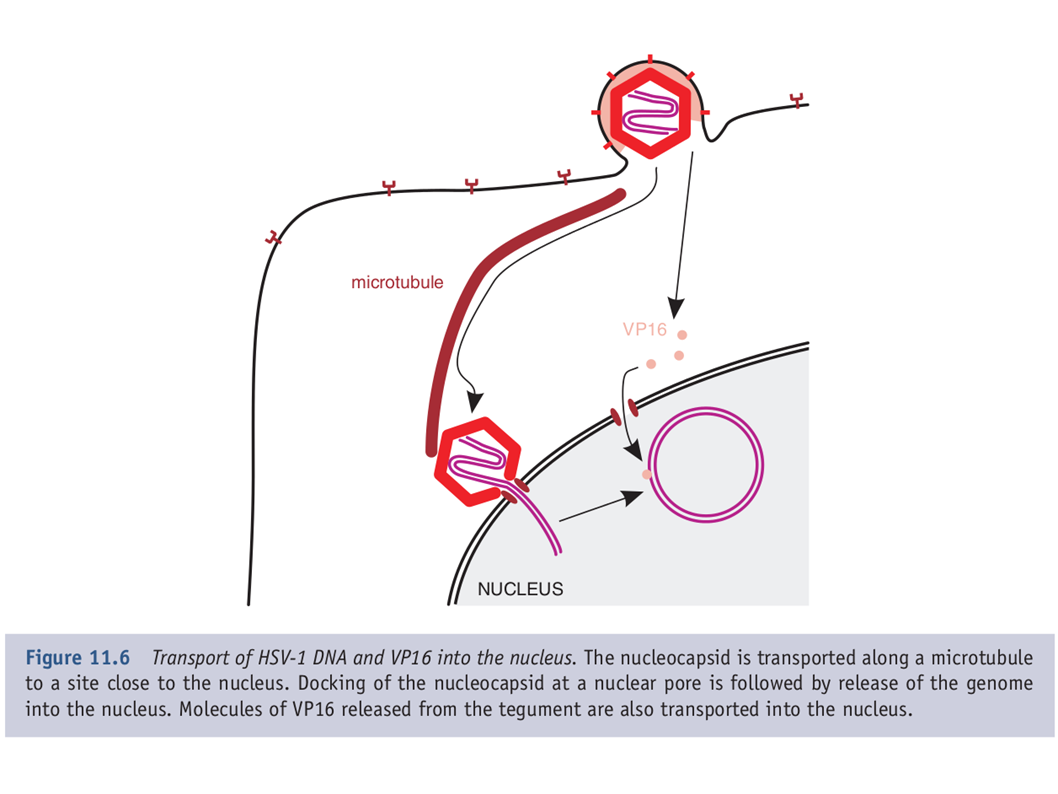 microtubule
VP16
NUCLEUS
Figure 11.6 Transport of HSV-1 DNA and VP16 into the nucleus. The nucleocapsid is transported along a microtubule
to a site close to the nucleus. Docking of the nucleocapsid at a nuclear pore is followed by release of the genome
into the nucleus. Molecules of VP16 released from the tegument are also transported into the nucleus.